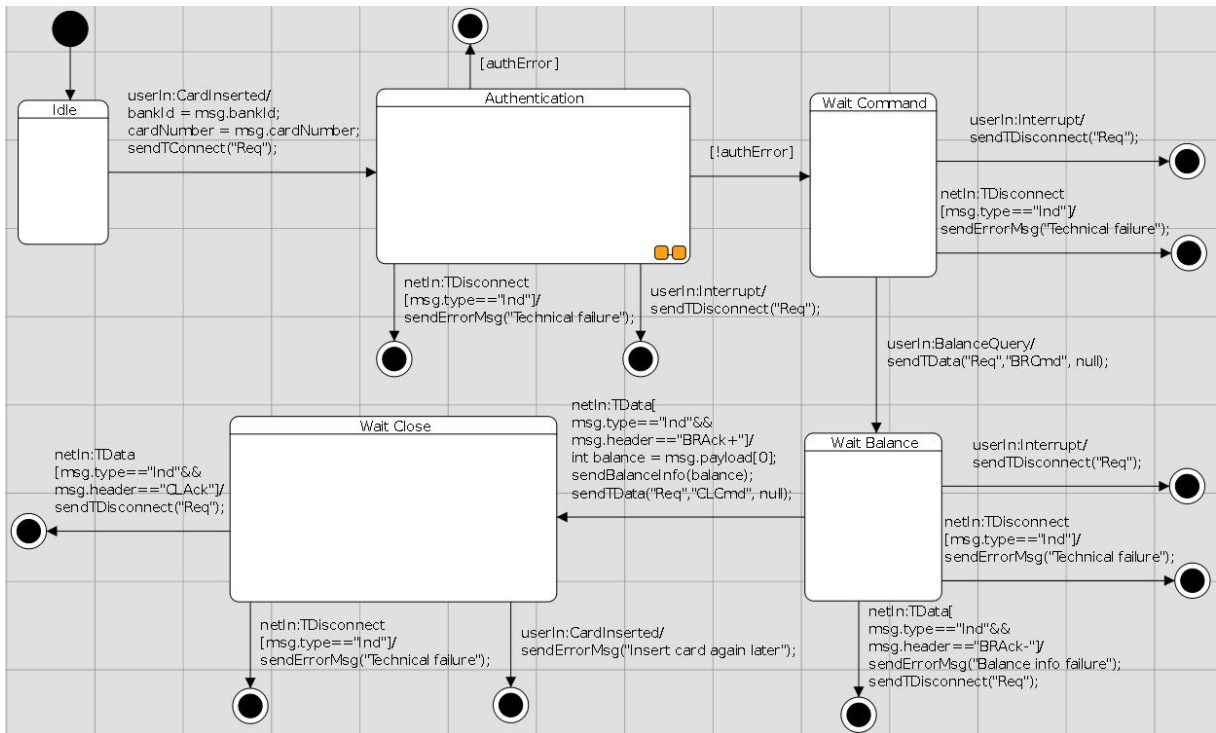 [authError]
Idle
userIn:CardInserted/
bankId = msg.bankId;
cardNumber = msg.cardNumber;
sendTConnect("Req");
Authentication
[!authError]
Wait Command
userIn:Interrupt/
sendTDisconnect("Req");
netIn:TDisconnect
[msg.type=="Ind"]/
sendErrorMsg("Technical failure");
netIn:TDisconnect
[msg.type=="Ind"]/
sendErrorMsg("Technical failure");
userIn:Interrupt/
sendTDisconnect("Req");
userIn:BalanceQuery/
sendTData("Req","BRCmd", null);
netIn:TData
[msg.type=="Ind"&&
msg.header=="CLAck"]/
sendTDisconnect("Req");
Wait Close
netIn:TData[
msg.type=="Ind"&&
msg.header=="BRAck+"]/
int balance = msg.payload[0];
sendBalanceInfo(balance);
sendTData("Req","CLCmd", null);
Wait Balance
userIn:Interrupt/
sendTDisconnect("Req");
netIn:TDisconnect
[msg.type=="Ind"]/
sendErrorMsg("Technical failure");
netIn:TDisconnect
[msg.type=="Ind"]/
sendErrorMsg("Technical failure");
userIn:CardInserted/
sendErrorMsg("Insert card again later");
netIn:TData[
msg.type=="Ind"&&
msg.header=="BRAck-"]/
sendErrorMsg("Balance info failure");
sendTDisconnect("Req");